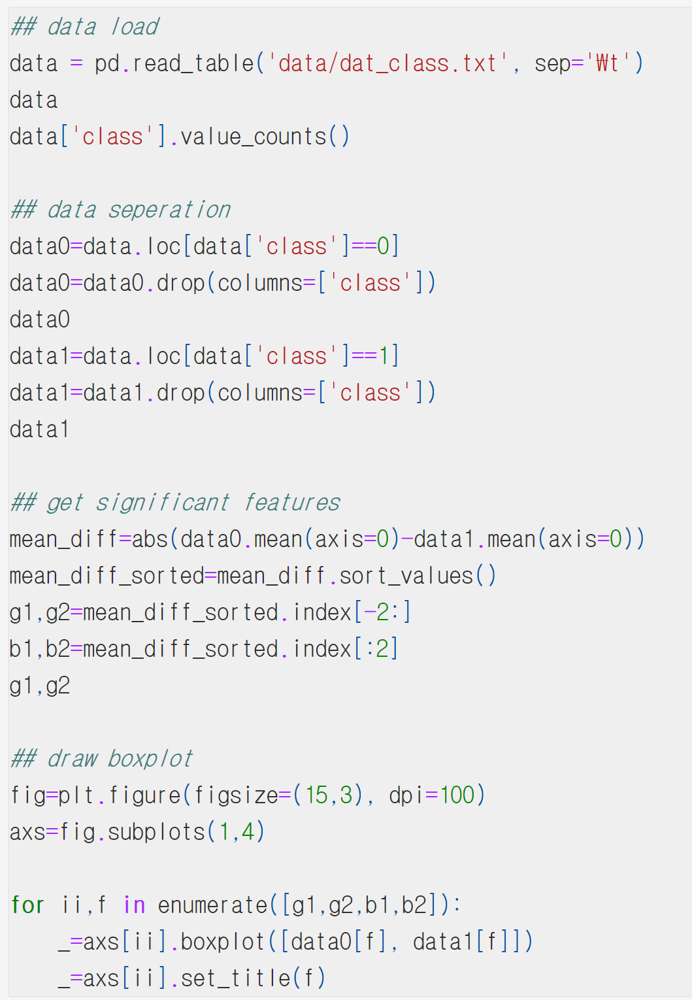 ## data load
data = pd.read_table('data/dat_class.txt', sep='₩t')
data
data['class'].value_counts()
## data seperation
data0=data.loc[data['class']==0]
data0=data0.drop(columns=['class'])
data0
data1=data.loc[data['class']==1]
data1=data1.drop(columns=['class'])
data1
## get significant features
mean_diff=abs(data0.mean(axis=0)-data1.mean(axis=0))
mean_diff_sorted=mean_diff.sort_values()
g1,g2=mean_diff_sorted.index[-2:]
b1,b2=mean_diff_sorted.index[:2]
g1,g2
## draw boxplot
fig=plt.figure(figsize=(15,3), dpi=100)
axs=fig.subplots(1,4)
for ii,f in enumerate([g1,g2,b1,b2]):
    _=axs[ii].boxplot([data0[f], data1[f]])
    _=axs[ii].set_title(f)